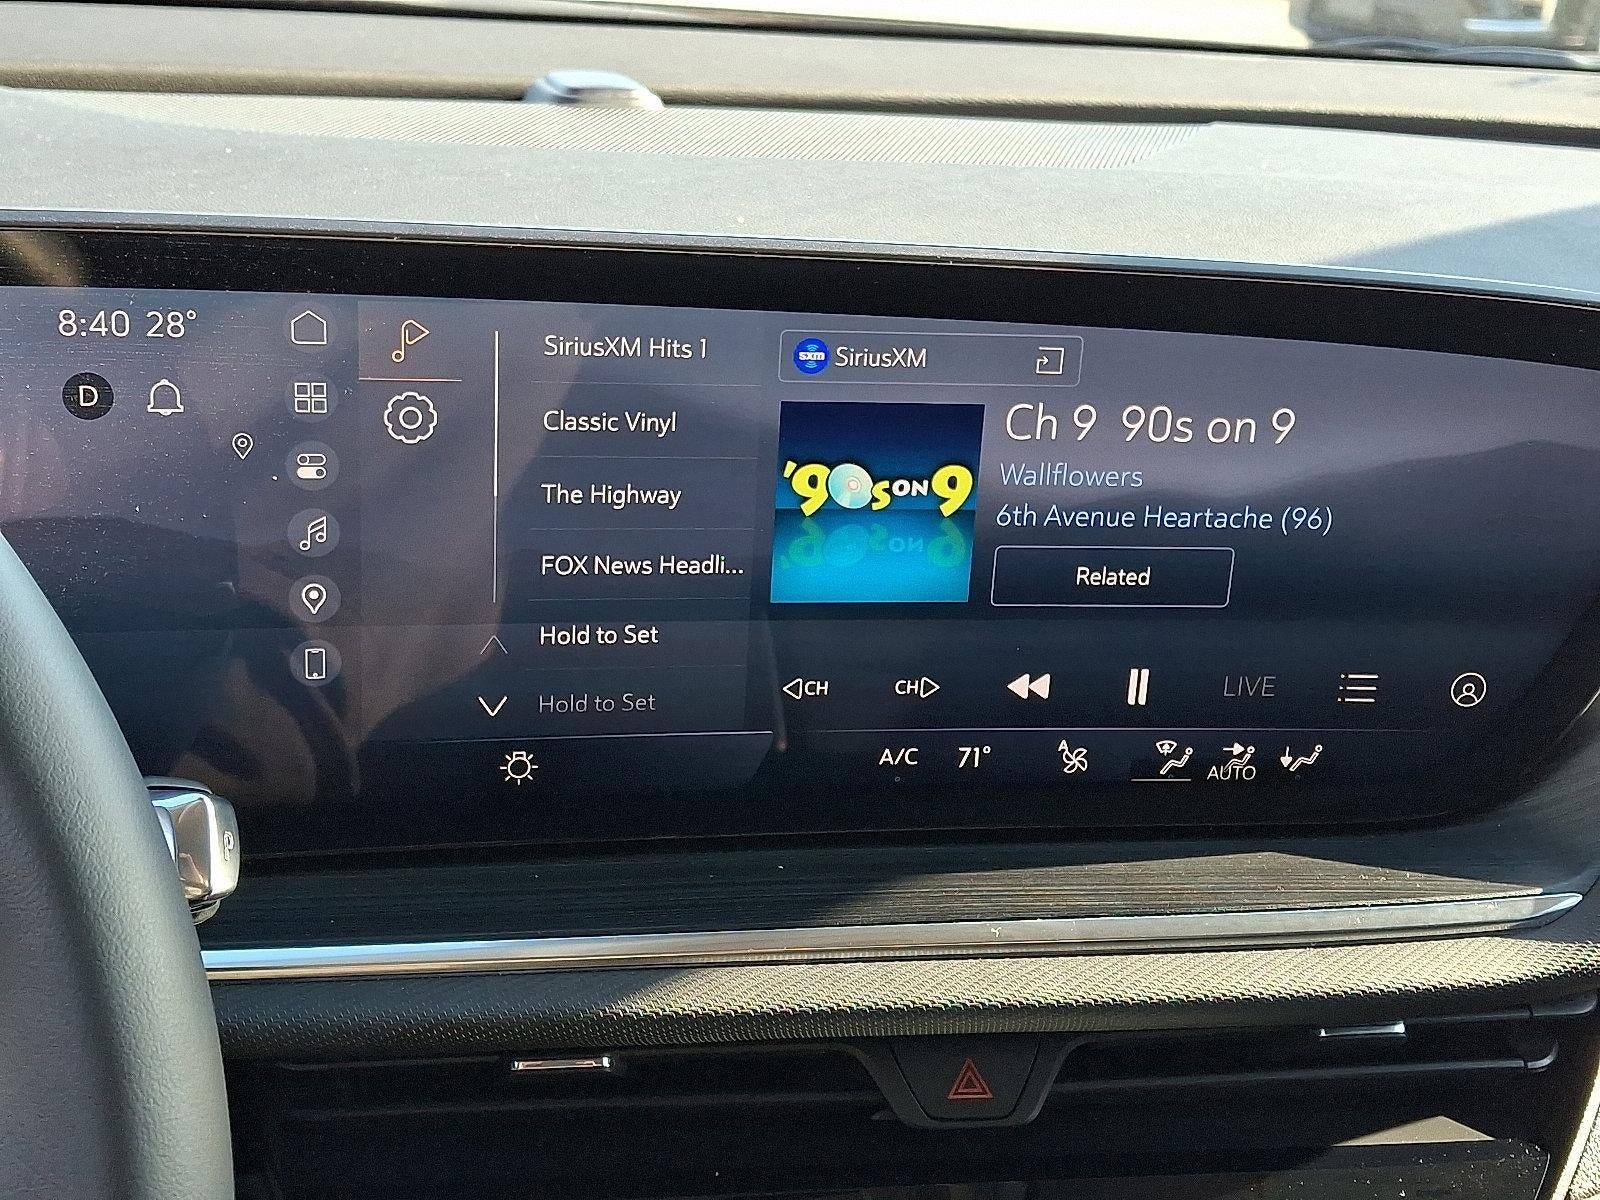 8:40 28°
D
SiriusXM Hits 1
Classic Vinyl
The Highway
FOX News Headli...
Hold to Set
Hold to Set
sxm SiriusXM
'90s ON 9
Ch 9 90s on 9
Wallflowers
6th Avenue Heartache (96)
Related
CH
CH
LIVE
A/C 71°
A
AUTO
P